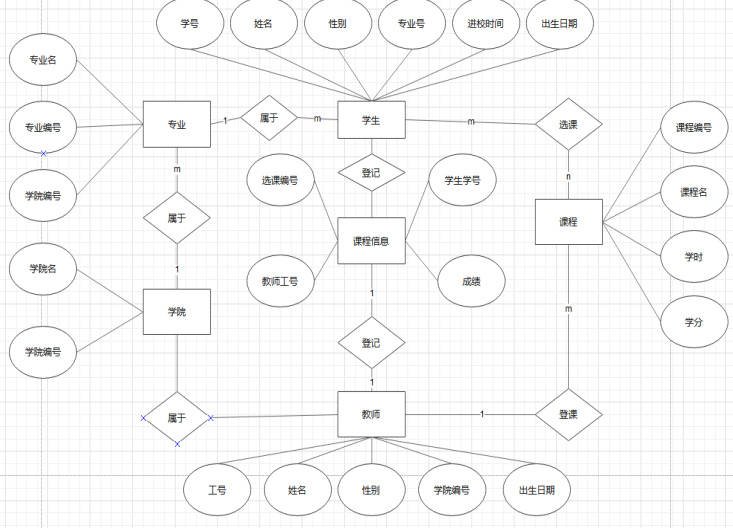 学号
姓名
性别
专业号
进校时间
出生日期
专业名
专业编号
学院编号
专业
1
属于
m
学生
m
选课
课程编号
课程名
学时
学分
选课编号
登记
学生学号
m
属于
1
n
课程
课程信息
教师工号
成绩
学院名
学院编号
学院
1
登记
1
m
属于
教师
1
登课
工号
姓名
性别
学院编号
出生日期